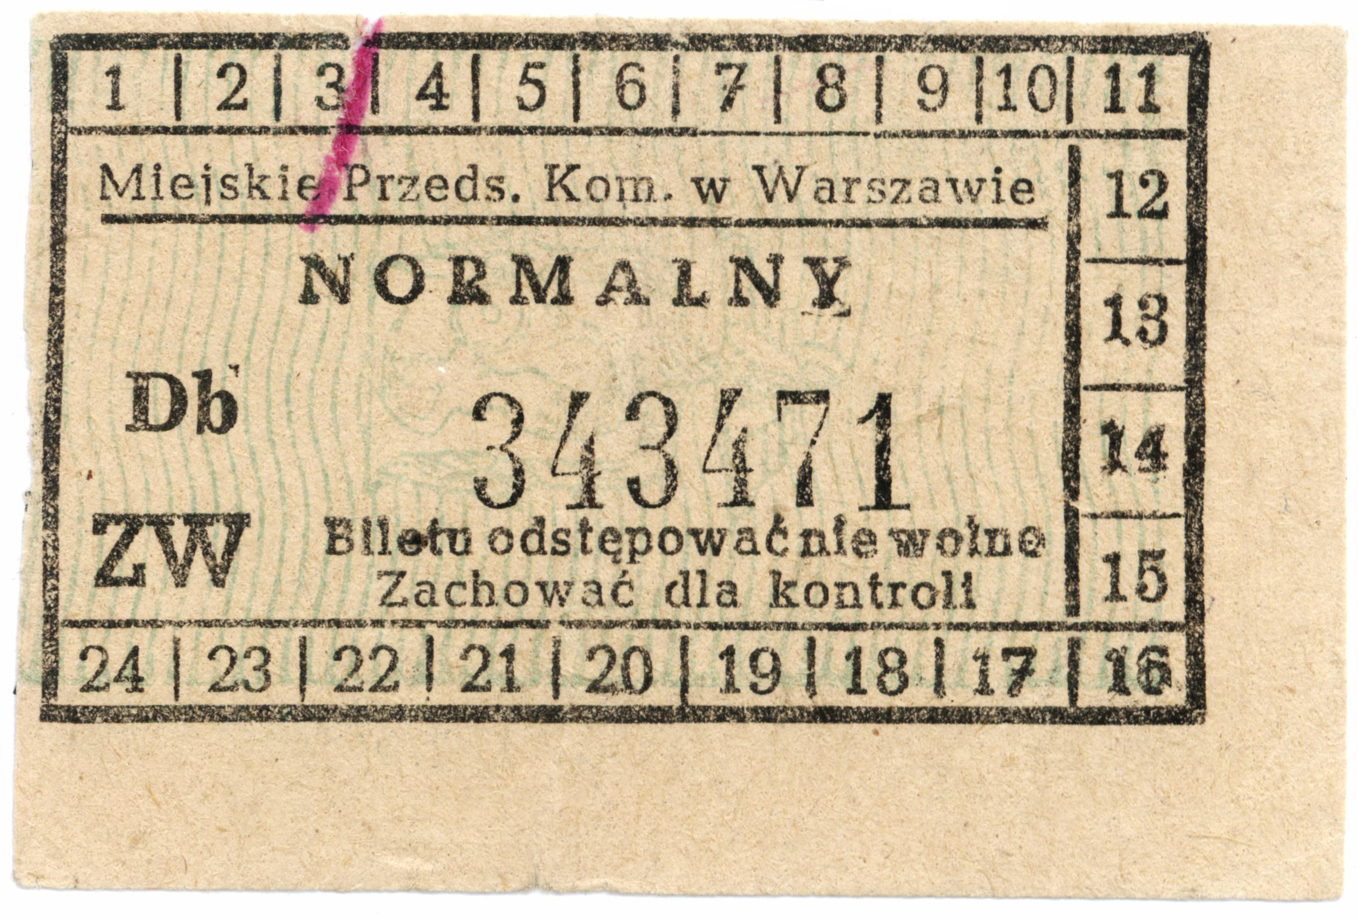 1 | 2 | 3 | 4 | 5 | 6 | 7 | 8 | 9 | 10 | 11
Miejskie Przeds. Kom. w Warszawie
12
NORMALNY
13
Db 343471
14
ZW
Biletu odstępować nie wolno
Zachować dla kontroli
15
24 | 23 | 22 | 21 | 20 | 19 | 18 | 17 | 16